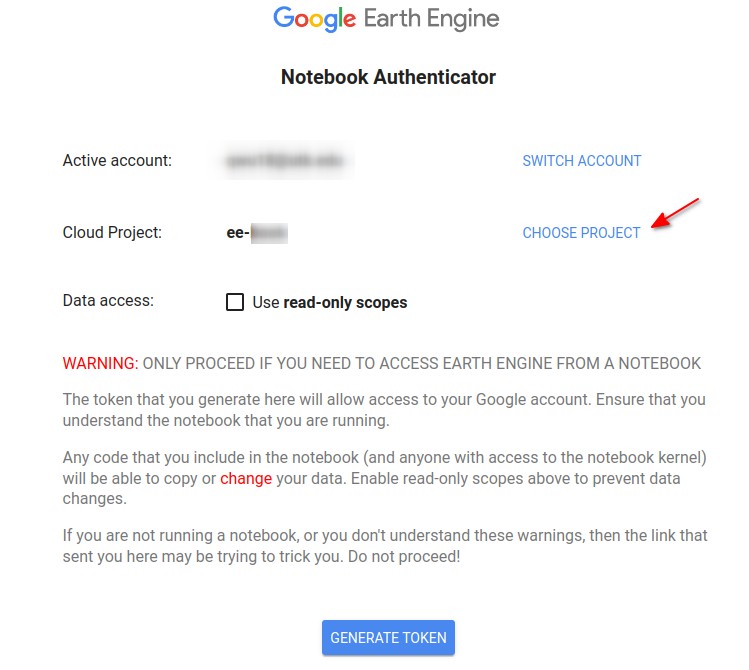 Google Earth Engine
Notebook Authenticator
Active account:
SWITCH ACCOUNT
Cloud Project: ee-
CHOOSE PROJECT
Data access: Use read-only scopes
WARNING: ONLY PROCEED IF YOU NEED TO ACCESS EARTH ENGINE FROM A NOTEBOOK
The token that you generate here will allow access to your Google account. Ensure that you
understand the notebook that you are running.
Any code that you include in the notebook (and anyone with access to the notebook kernel)
will be able to copy or change your data. Enable read-only scopes above to prevent data
changes.
If you are not running a notebook, or you don't understand these warnings, then the link that
sent you here may be trying to trick you. Do not proceed!
GENERATE TOKEN